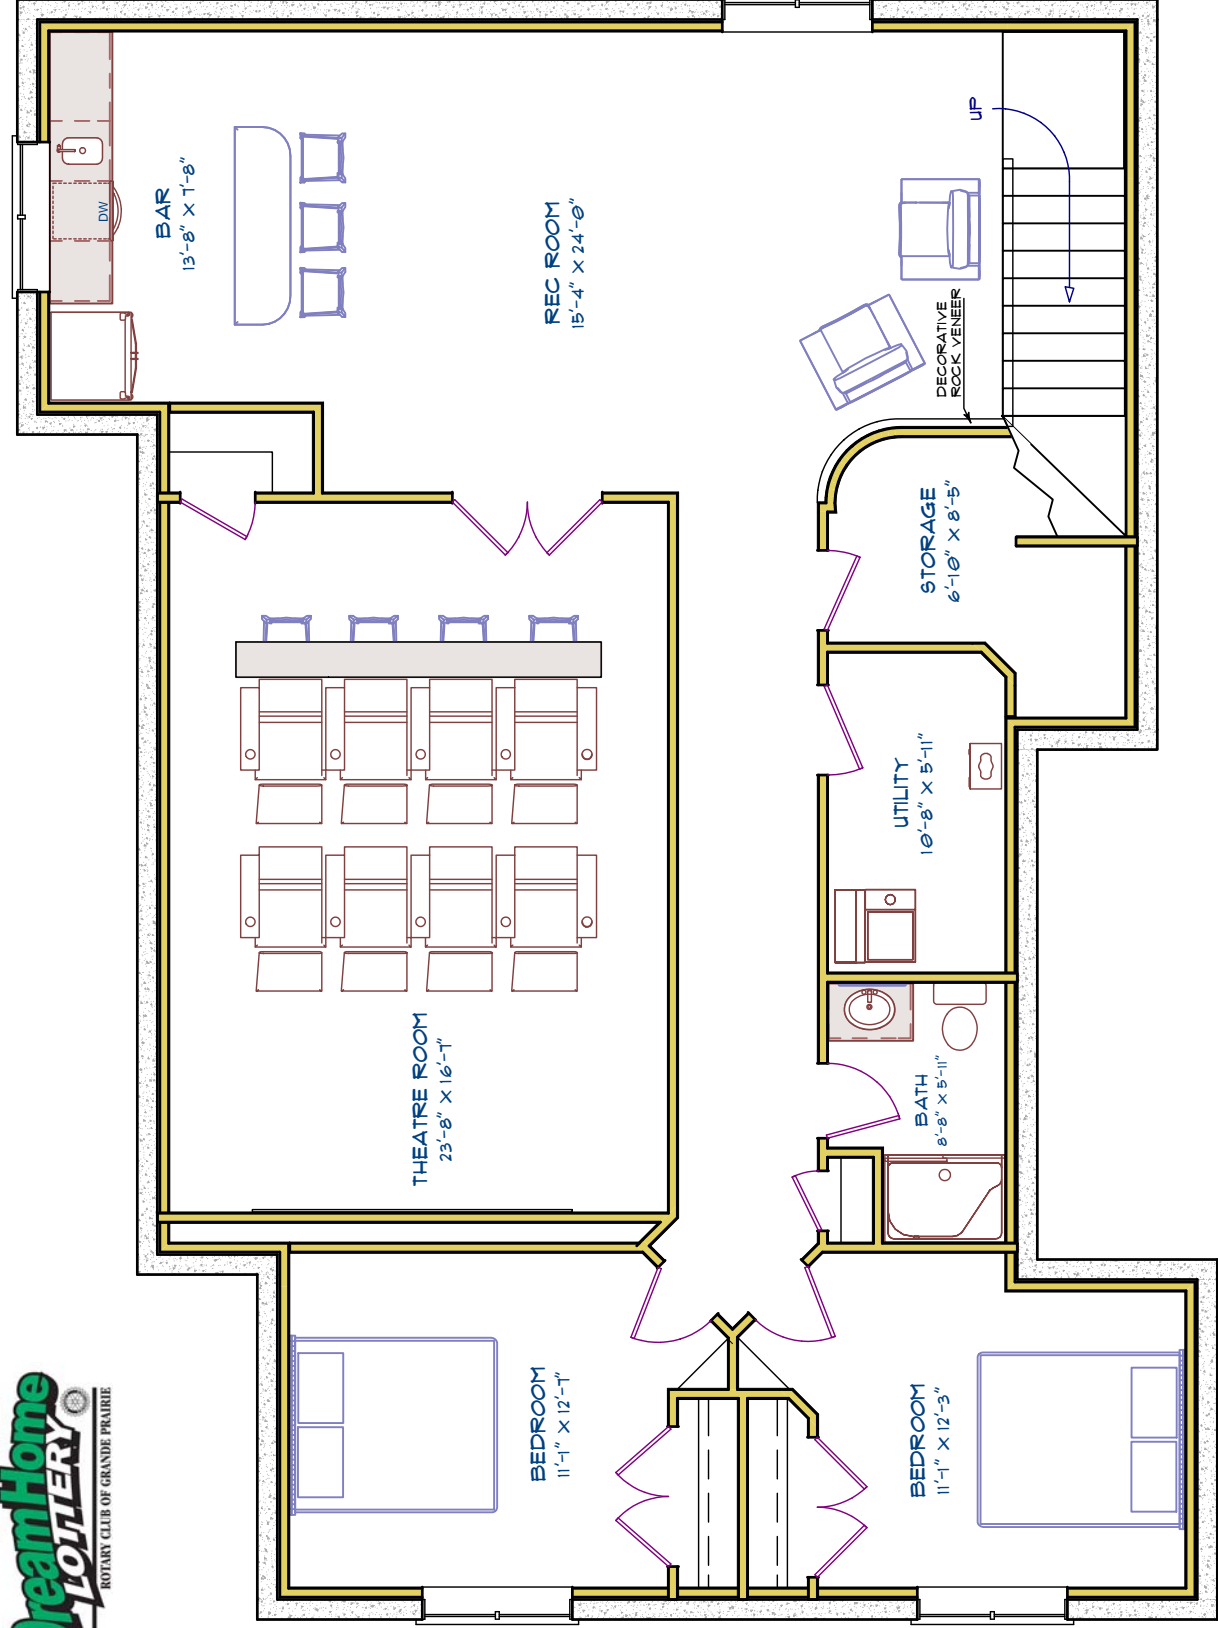 UP
BAR
13'-8" X 7'-8"
DW
REC ROOM
15'-4" X 24'-0"
DECORATIVE
ROCK VENEER
STORAGE
6'-10" X 8'-5"
UTILITY
10'-8" X 5'-11"
THEATRE ROOM
23'-8" X 16'-7"
BATH
8'-8" X 5'-11"
BEDROOM
11'-1" X 12'-7"
BEDROOM
11'-1" X 12'-3"
DreamHome
LOTTERY
ROTARY CLUB OF GRANDE PRAIRIE